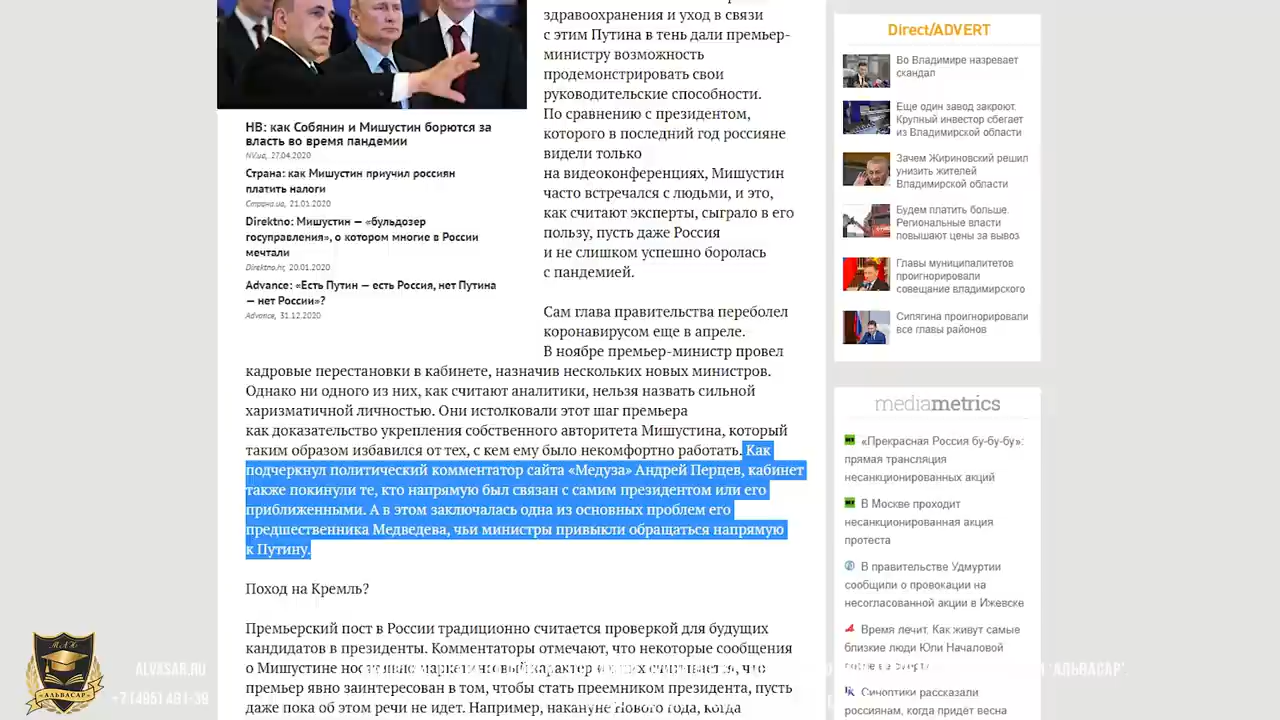 здравоохранения и уход в связи
с этим Путина в тень дали премьер-
министру возможность
продемонстрировать свои
руководительские способности.
По сравнению с президентом,
которого в последний год россияне
видели только
на видеоконференциях, Мишустин
часто встречался с людьми, и это,
как считают эксперты, сыграло в его
пользу, пусть даже Россия
и не слишком успешно боролась
с пандемией.
НВ: как Собянин и Мишустин борются за
власть во время пандемии
NV.ua, 27.04.2020
Страна: как Мишустин приучил россиян
платить налоги
Страна.ua, 21.01.2020
Direktno: Мишустин — «бульдозер
госуправления», о котором многие в России
мечтали
Direktno.hr, 20.01.2020
Advance: «Есть Путин — есть Россия, нет Путина
— нет России»?
Advance, 31.12.2020
Сам глава правительства переболел
коронавирусом еще в апреле.
В ноябре премьер-министр провел
кадровые перестановки в кабинете, назначив нескольких новых министров.
Однако ни одного из них, как считают аналитики, нельзя назвать сильной
харизматичной личностью. Они истолковали этот шаг премьера
как доказательство укрепления собственного авторитета Мишустина, который
таким образом избавился от тех, с кем ему было некомфортно работать. Как
подчеркнул политический комментатор сайта «Медуза» Андрей Перцев, кабинет
также покинули те, кто напрямую был связан с самим президентом или его
приближенными. А в этом заключалась одна из основных проблем его
предшественника Медведева, чьи министры привыкли обращаться напрямую
к Путину.
Поход на Кремль?
Премьерский пост в России традиционно считается проверкой для будущих
кандидатов в президенты. Комментаторы отмечают, что некоторые сообщения
о Мишустине
премьер явно заинтересован в том, чтобы стать преемником президента, пусть
даже пока об этом речи не идет. Например, накануне Нового года, когда
Direct/ADVERT
Во Владимире назревает
скандал
Еще один завод закроют.
Крупный инвестор сбегает
из Владимирской области
Зачем Жириновский решил
унизить жителей
Владимирской области
Будем платить больше.
Региональные власти
повышают цены за вывоз
Главы муниципалитетов
проигнорировали
совещание владимирского
Сипягина проигнорировали
все главы районов
mediametrics
«Прекрасная Россия бу-бу-бу»:
прямая трансляция
несанкционированных акций
В Москве проходит
несанкционированная акция
протеста
В правительстве Удмуртии
сообщили о провокации на
несогласованной акции в Ижевске
Время лечит. Как живут самые
близкие люди Юли Началовой
Синоптики рассказали
россиянам, когда придёт весна
МАН
«АЛЬВАСАР»
ALVASAR.RU
"АЛЬВАСАР".